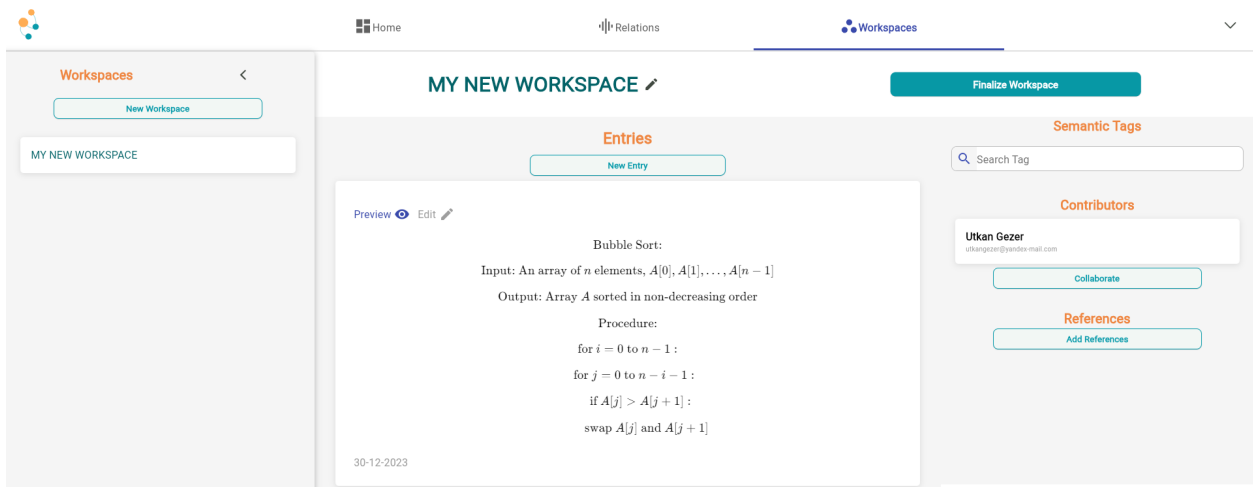 Home
Relations
Workspaces
Workspaces
New Workspace
MY NEW WORKSPACE
MY NEW WORKSPACE
Finalize Workspace
Entries
New Entry
Preview Edit
Bubble Sort:
Input: An array of n elements, A[0], A[1], . . . , A[n − 1]
Output: Array A sorted in non-decreasing order
Procedure:
for i = 0 to n − 1 :
for j = 0 to n − i − 1 :
if A[j] > A[j + 1] :
swap A[j] and A[j + 1]
30-12-2023
Semantic Tags
Search Tag
Contributors
Utkan Gezer
utkangezer@yandex-mail.com
Collaborate
References
Add References